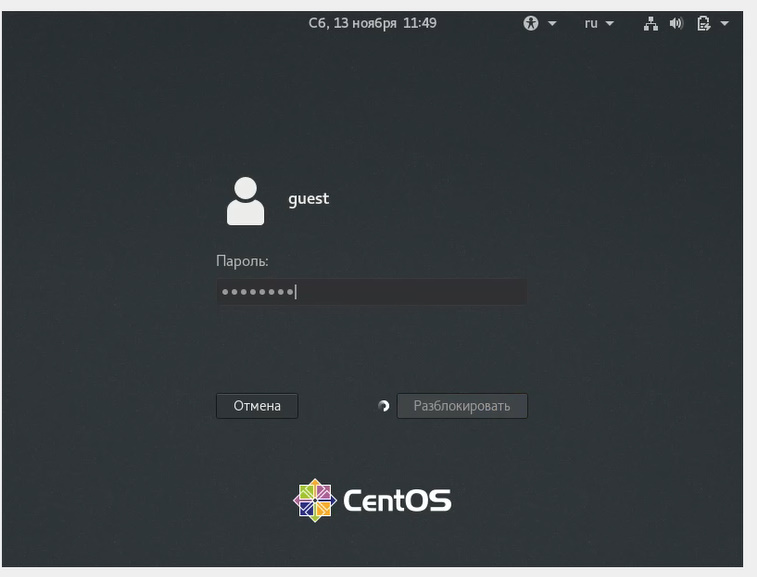 Сб, 13 ноября 11:49
ru
guest
Пароль:
Отмена
Разблокировать
CentOS